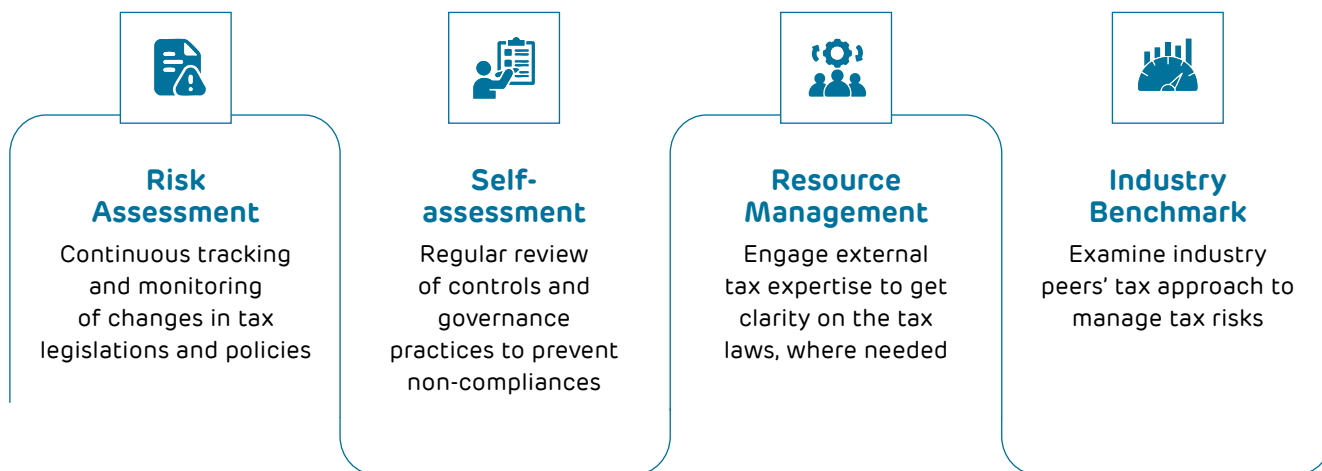 Risk
Assessment
Continuous tracking
and monitoring
of changes in tax
legislations and policies
Self-
assessment
Regular review
of controls and
governance
practices to prevent
non-compliances
Resource
Management
Engage external
tax expertise to get
clarity on the tax
laws, where needed
Industry
Benchmark
Examine industry
peers' tax approach to
manage tax risks